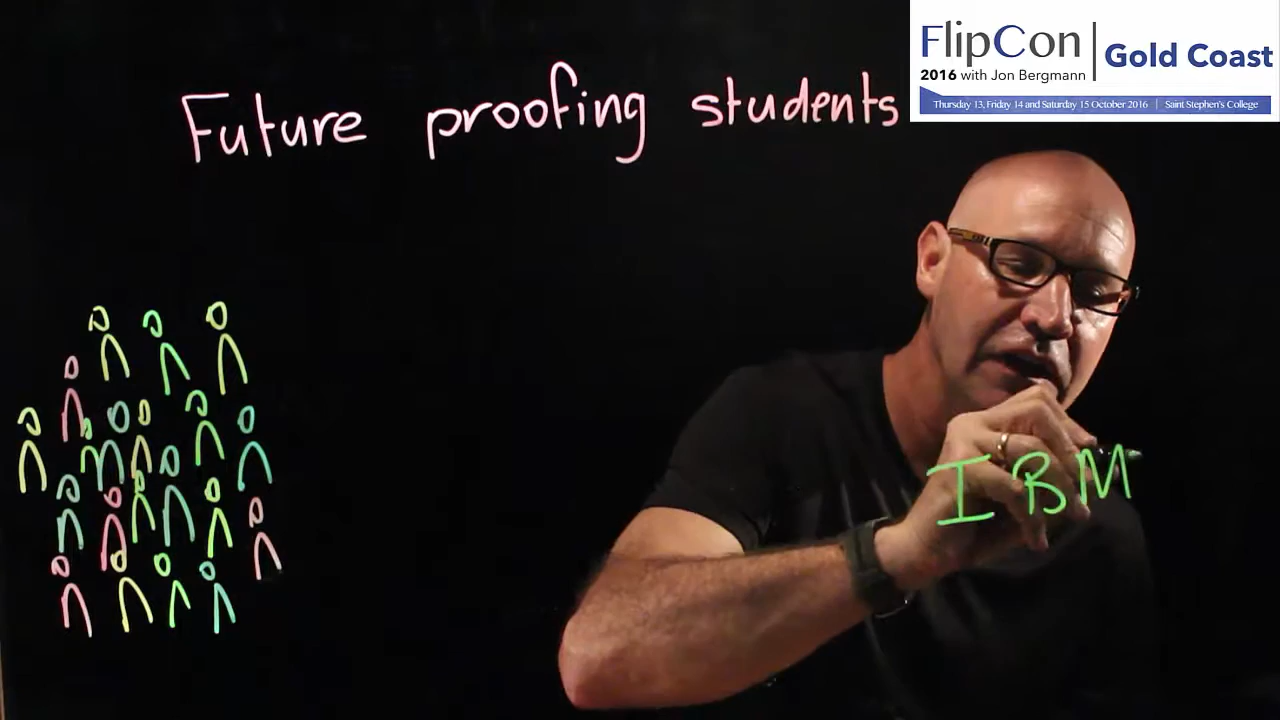 Future proofing students
FlipCon
2016 with Jon Bergmann
Gold Coast
Thursday 13, Friday 14 and Saturday 15 October 2016 | Saint Stephen's College
IBM